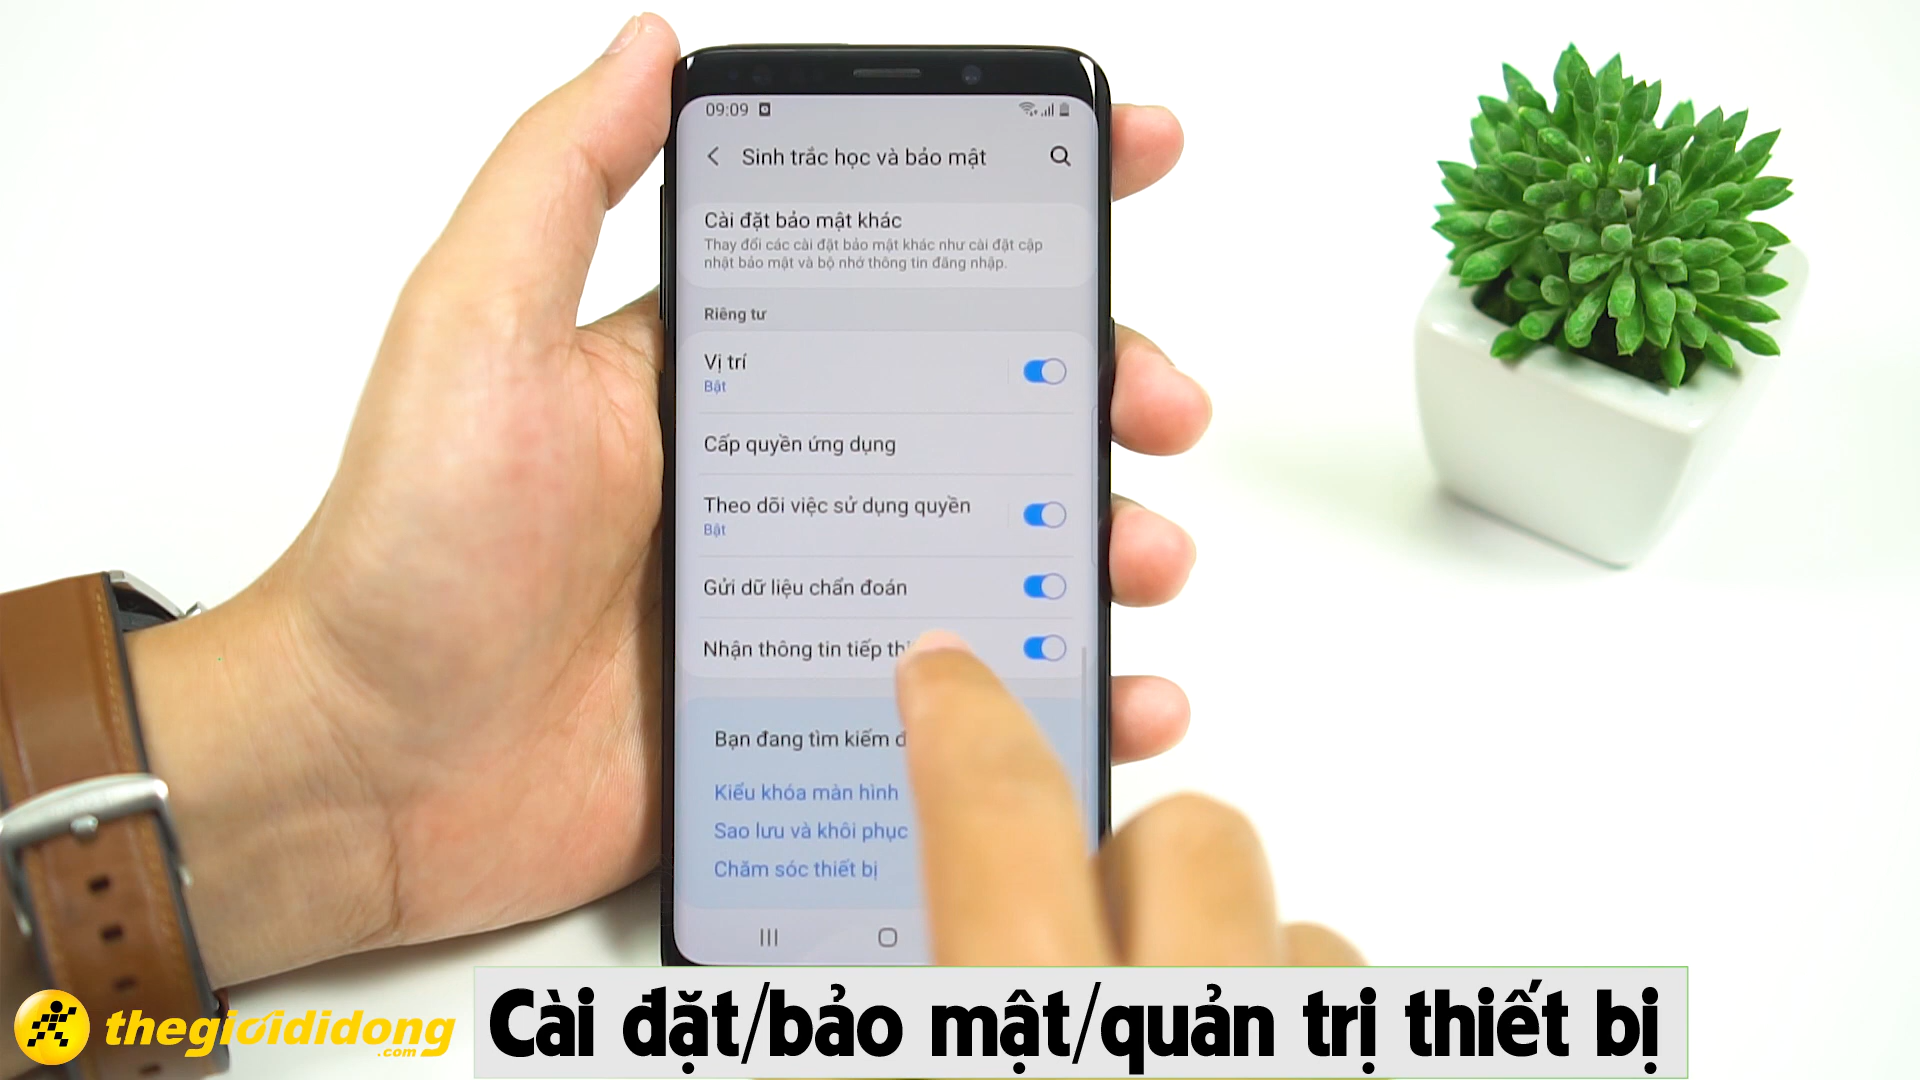 09:09
Sinh trắc học và bảo mật
Cài đặt bảo mật khác
Thay đổi các cài đặt bảo mật khác như cài đặt cập
nhật bảo mật và bộ nhớ thông tin đăng nhập.
Riêng tư
Vị trí
Bật
Cấp quyền ứng dụng
Theo dõi việc sử dụng quyền
Bật
Gửi dữ liệu chẩn đoán
Nhận thông tin tiếp
Bạn đang tìm kiếm
Kiểu khóa màn hình
Sao lưu và khôi phục
Chăm sóc thiết bị
thegioididong
.com
Cài đặt/bảo mật/quản trị thiết bị